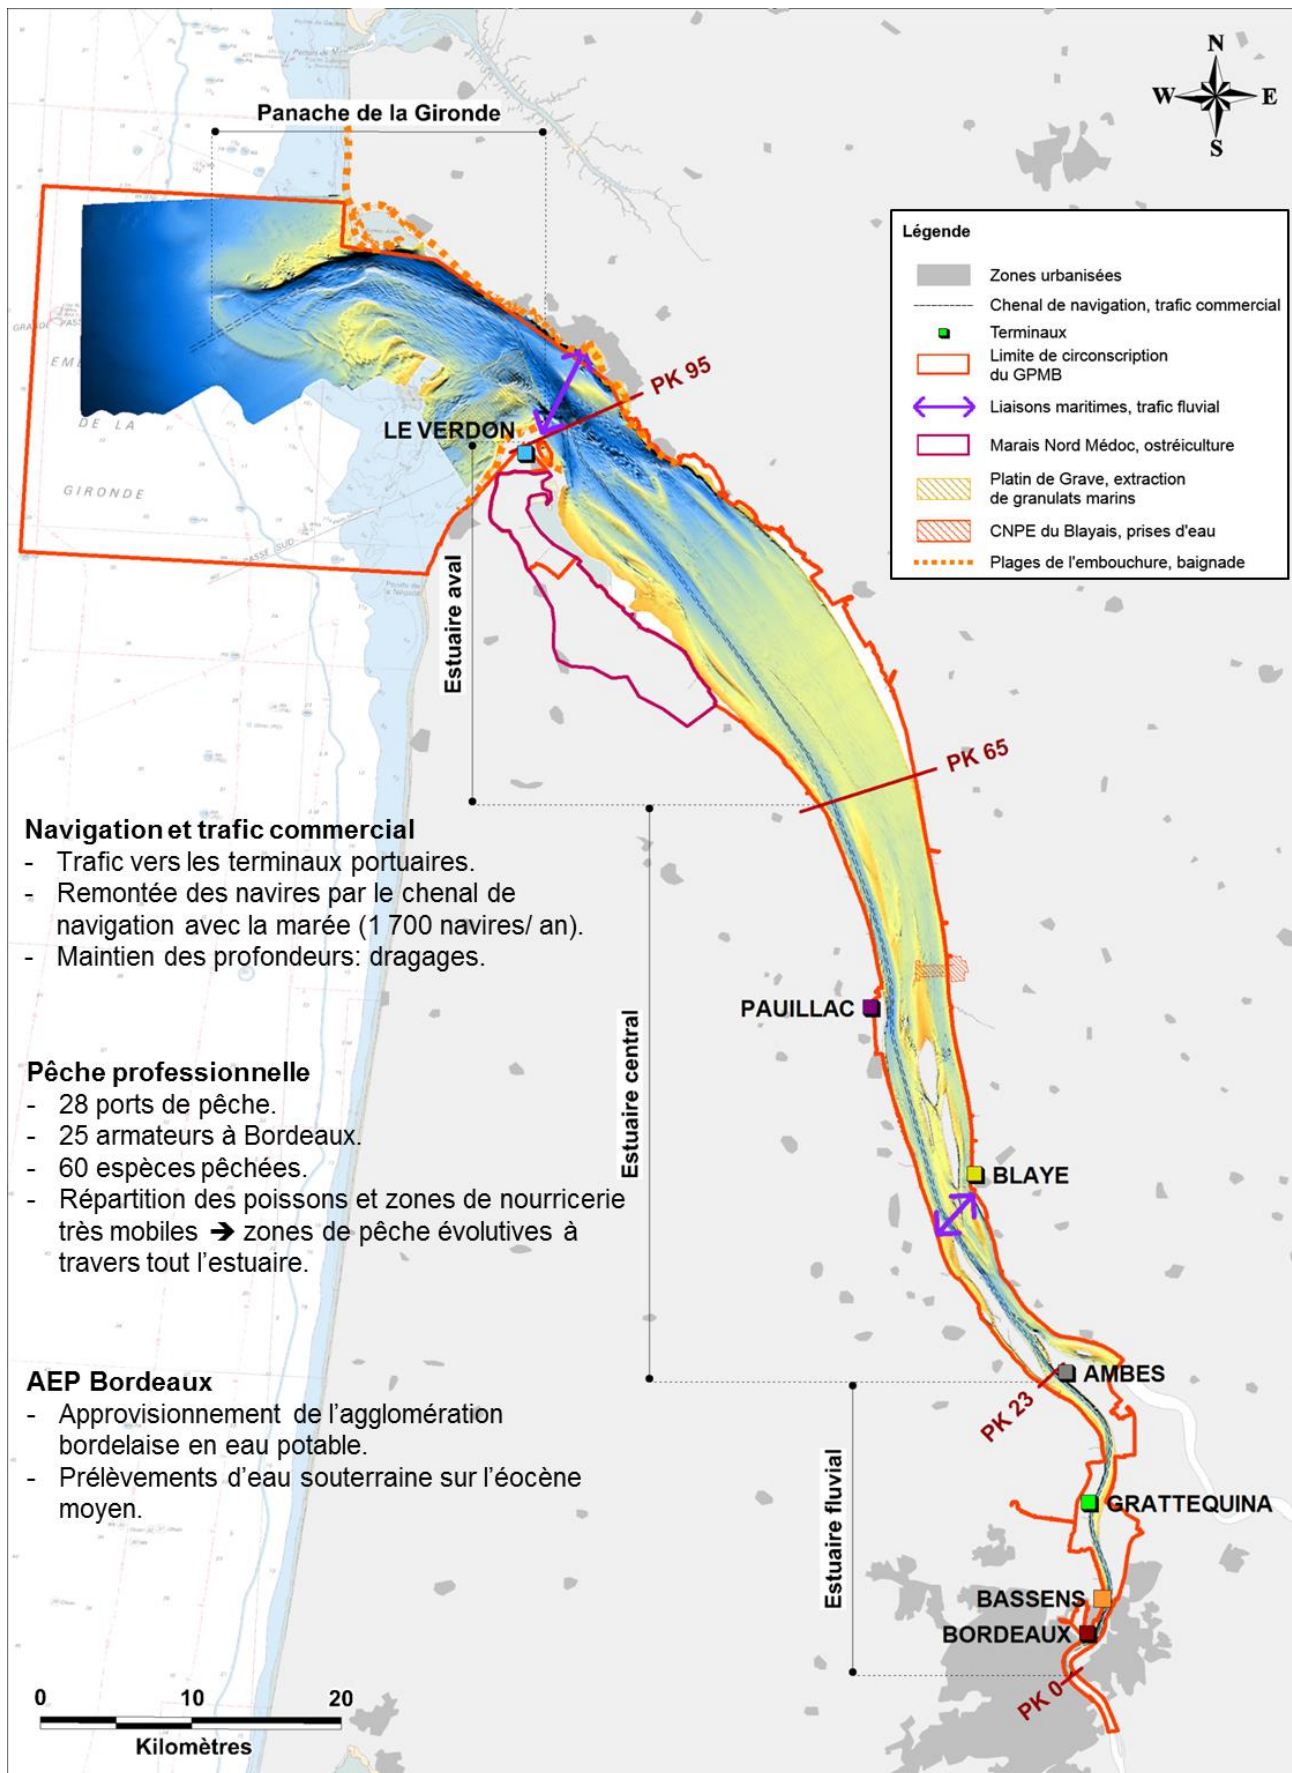 N
W
E
S
Panache de la Gironde
Légende
Zones urbanisées
Chenal de navigation, trafic commercial
Terminaux
Limite de circonscription
du GPMB
Liaisons maritimes, trafic fluvial
Marais Nord Médoc, ostréiculture
Platin de Grave, extraction
de granulats marins
CNPE du Blayais, prises d'eau
Plages de l'embouchure, baignade
PK 95
LE VERDON
DE LA
GIRONDE
PASSE SUD
Estuaire aval
PK 65
Navigation et trafic commercial
- Trafic vers les terminaux portuaires.
- Remontée des navires par le chenal de
navigation avec la marée (1 700 navires/ an).
- Maintien des profondeurs: dragages.
PAUILLAC
Estuaire central
Pêche professionnelle
- 28 ports de pêche.
- 25 armateurs à Bordeaux.
- 60 espèces pêchées.
- Répartition des poissons et zones de nourricerie
très mobiles ➔ zones de pêche évolutives à
travers tout l'estuaire.
BLAYE
AMBES
PK 23
AEP Bordeaux
- Approvisionnement de l'agglomération
bordelaise en eau potable.
- Prélèvements d'eau souterraine sur l'éocène
moyen.
Estuaire fluvial
GRATTEQUINA
BASSENS
BORDEAUX
PK 0
0 10 20
Kilomètres